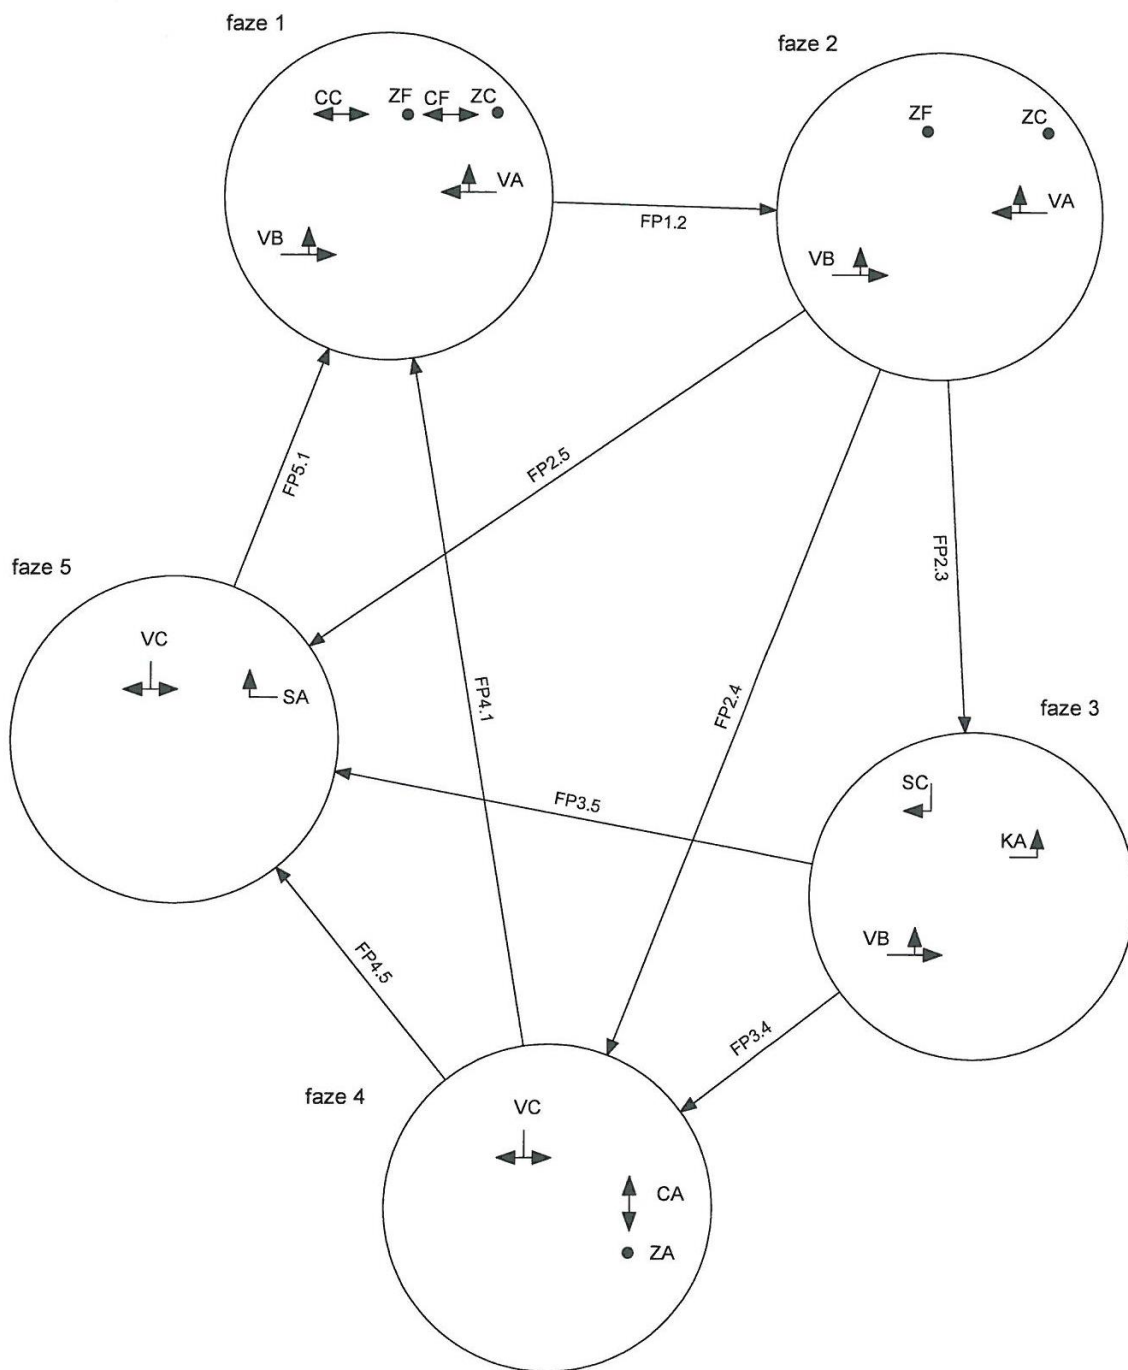 faze 1
faze 2
CC ZF CF ZC
VA
VB
ZF ZC
VA
VB
FP1.2
FP2.5
FP5.1
FP2.3
FP4.1
FP2.4
faze 5
VC
SA
faze 3
SC
KA
VB
FP3.5
FP4.5
FP3.4
faze 4
VC
CA
ZA